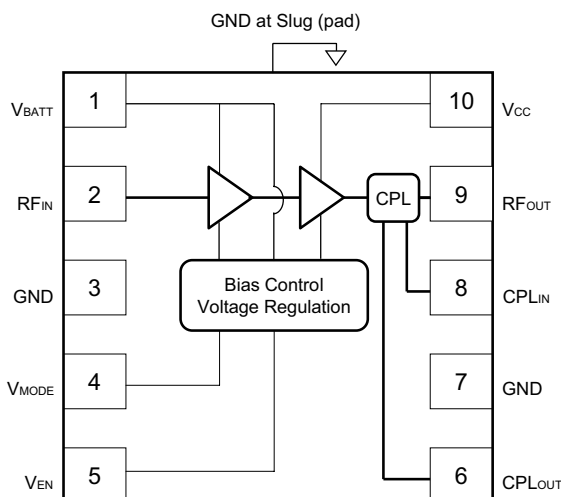 GND at Slug (pad)
VBATT 1
10 VCC
RFIN 2
CPL
9 RFOUT
GND 3
Bias Control
Voltage Regulation
8 CPLIN
VMODE 4
7 GND
VEN 5
6 CPLOUT